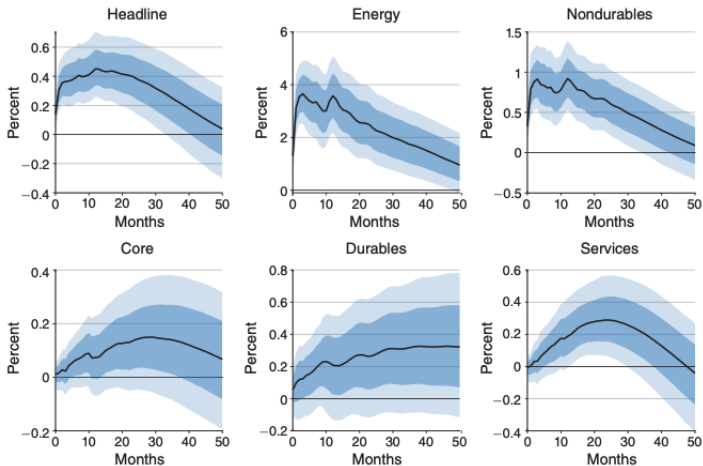 Headline
Percent
0.6
0.4
0.2
0
−0.2
−0.4
0 10 20 30 40 50
Months
Energy
Percent
6
4
2
0
0 10 20 30 40 50
Months
Nondurables
Percent
1.5
1
0.5
0
−0.5
0 10 20 30 40 50
Months
Core
Percent
0.4
0.2
0
−0.2
0 10 20 30 40 50
Months
Durables
Percent
0.8
0.6
0.4
0.2
0
−0.2
0 10 20 30 40 50
Months
Services
Percent
0.6
0.4
0.2
0
−0.2
−0.4
0 10 20 30 40 50
Months